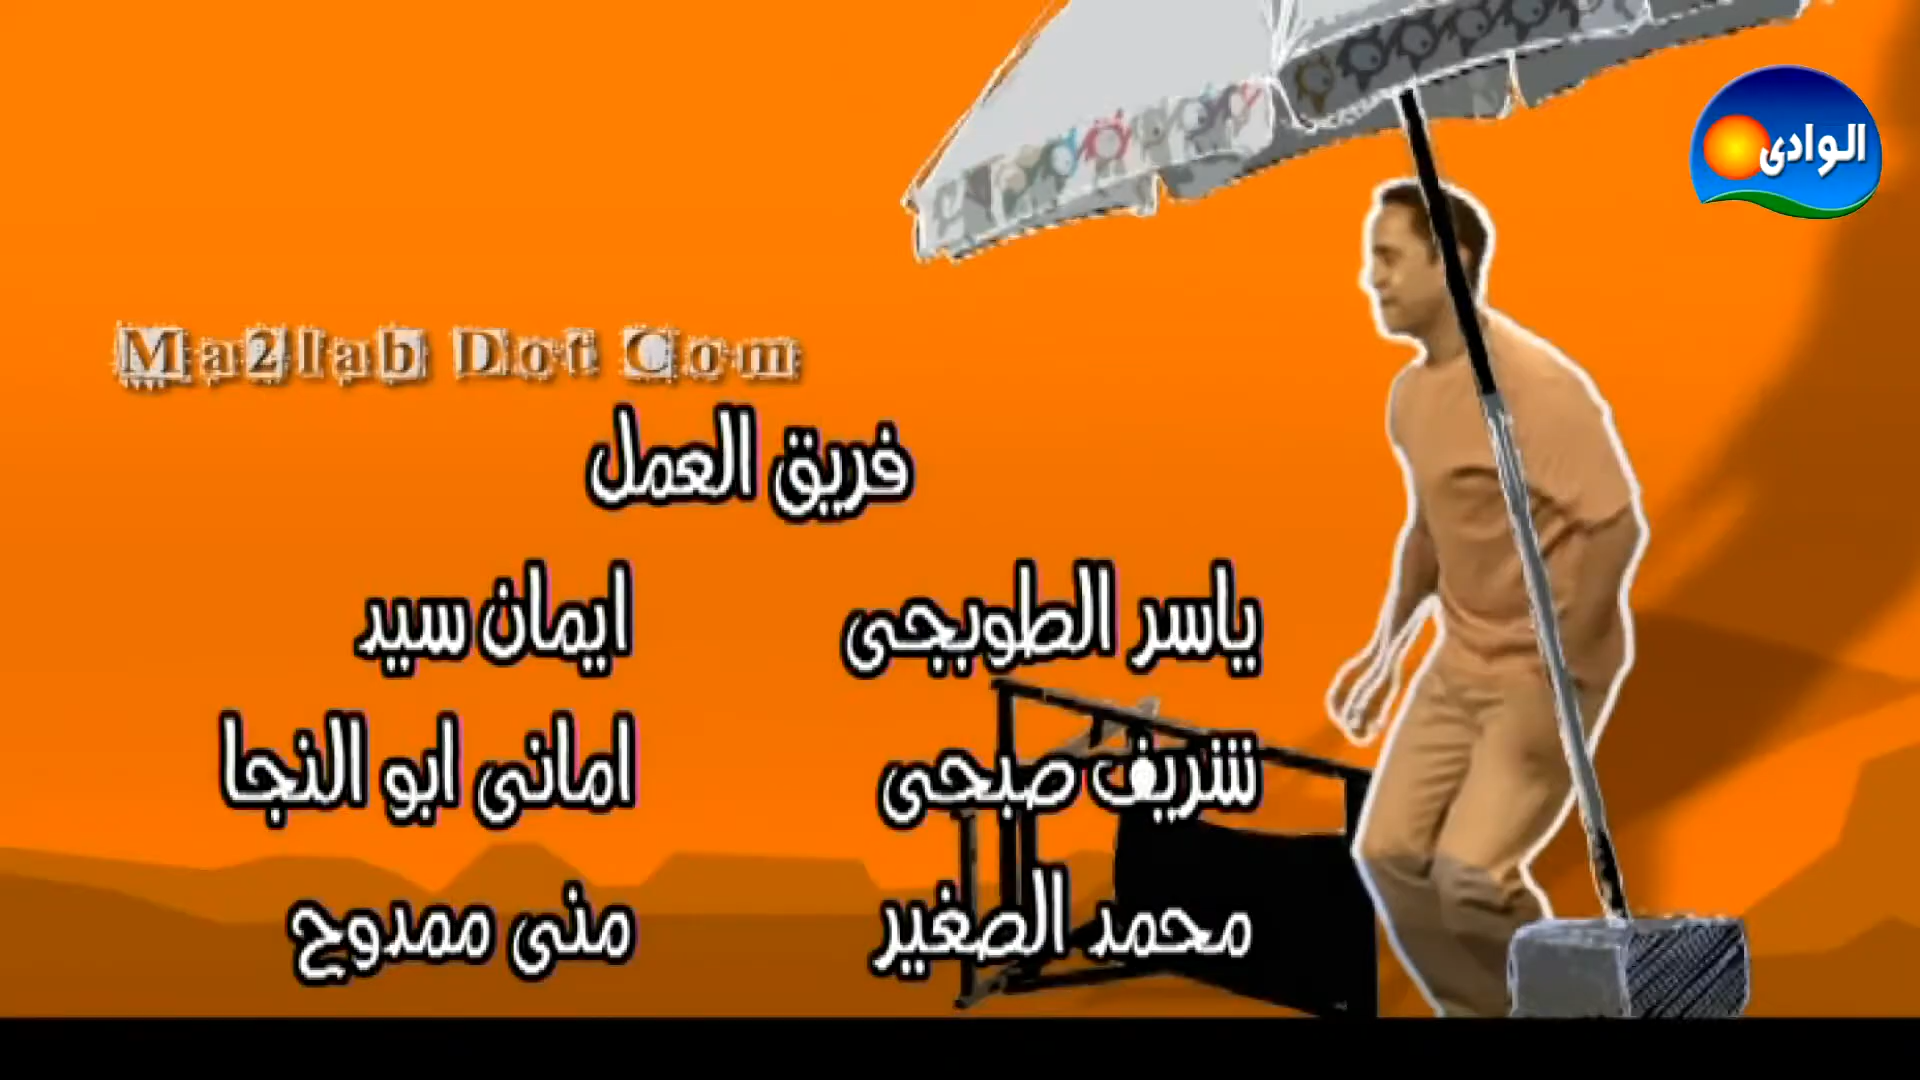 الوادى
Ma2lab Dot Com
فريق العمل
ياسر الطوبجى
ايمان سيد
شريف صبحى
امانى ابو النجا
محمد الصغير
منى ممدوح